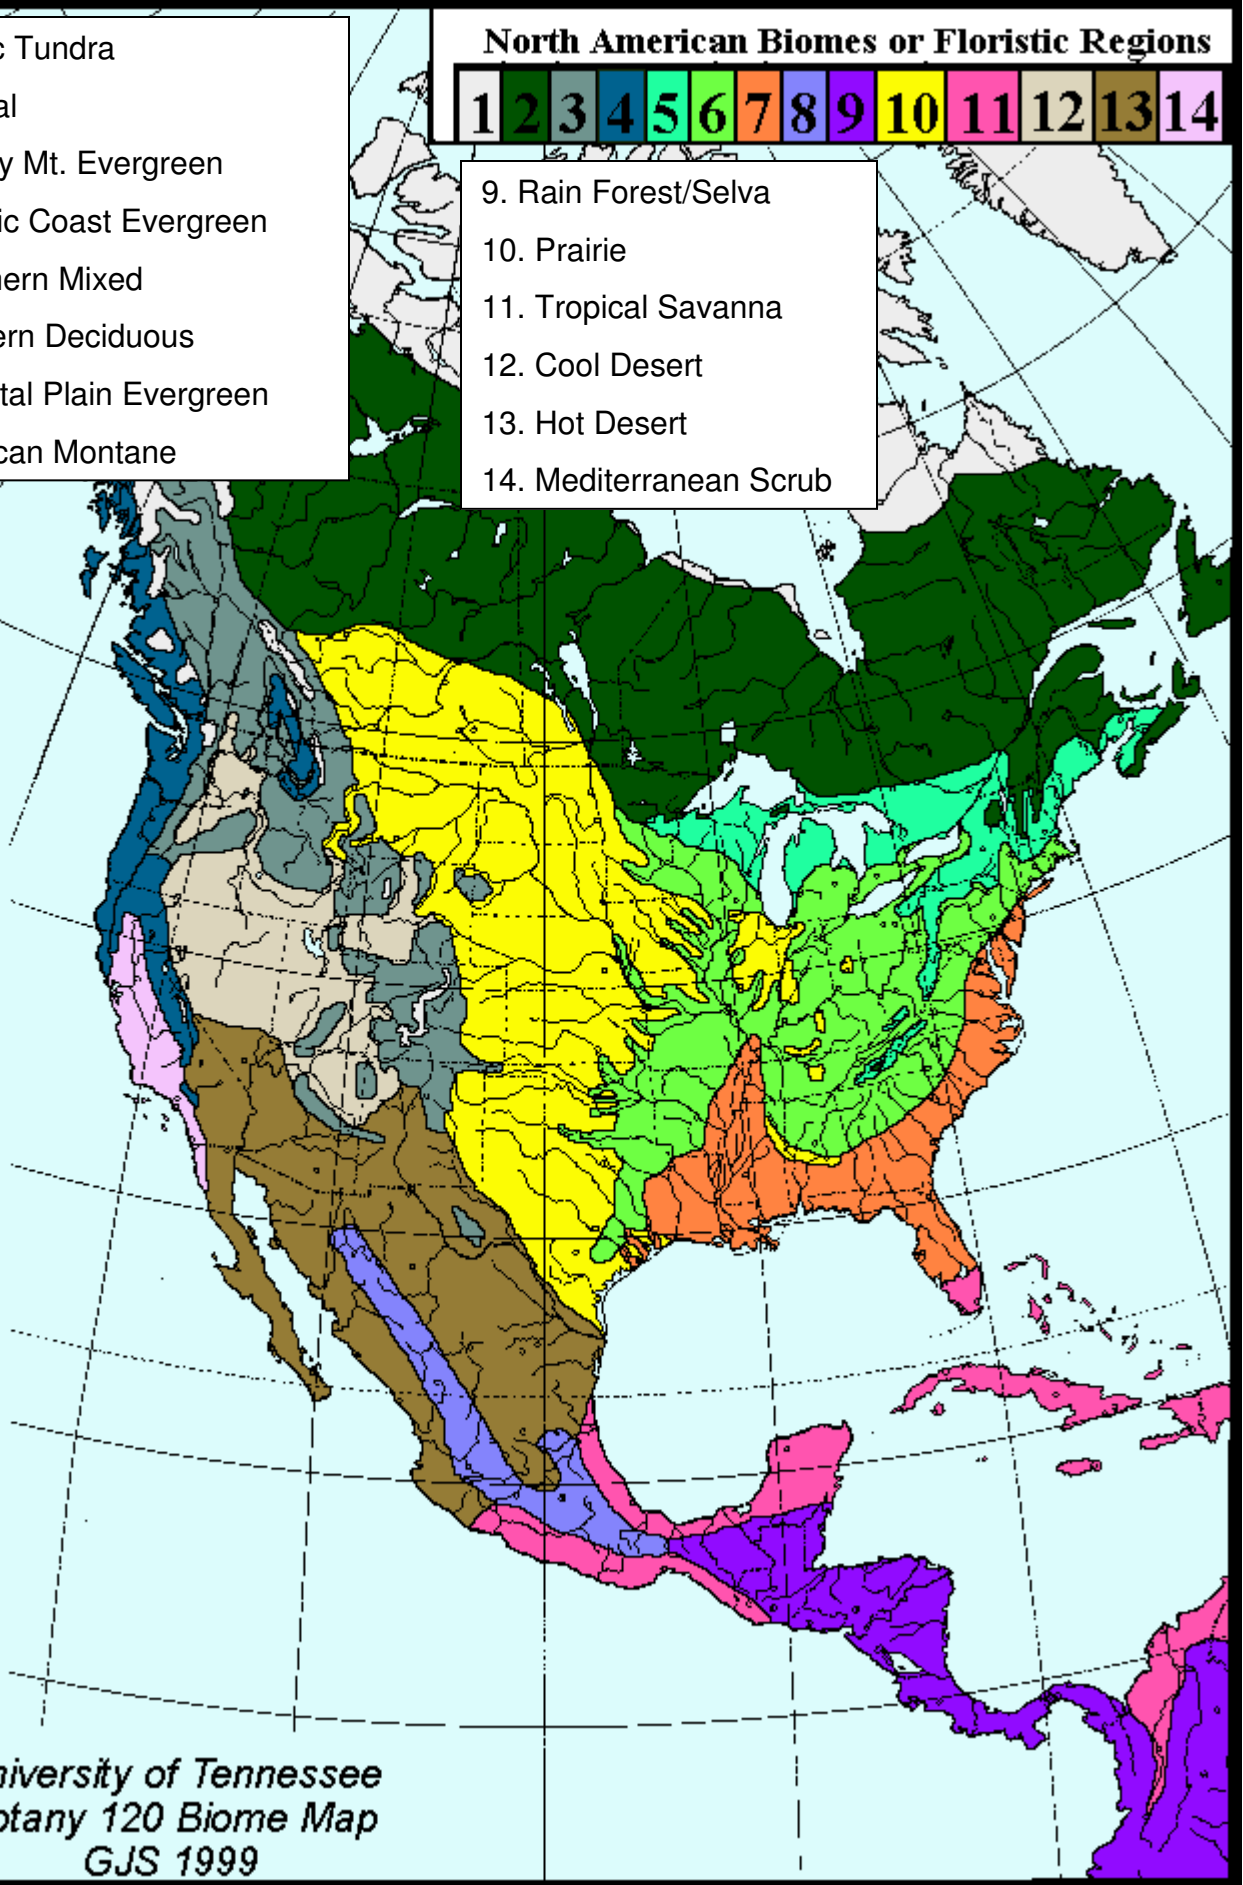 c Tundra
al
y Mt. Evergreen
ic Coast Evergreen
hern Mixed
ern Deciduous
tal Plain Evergreen
can Montane
North American Biomes or Floristic Regions
1 2 3 4 5 6 7 8 9 10 11 12 13 14
9. Rain Forest/Selva
10. Prairie
11. Tropical Savanna
12. Cool Desert
13. Hot Desert
14. Mediterranean Scrub
niversity of Tennessee
otany 120 Biome Map
GJS 1999